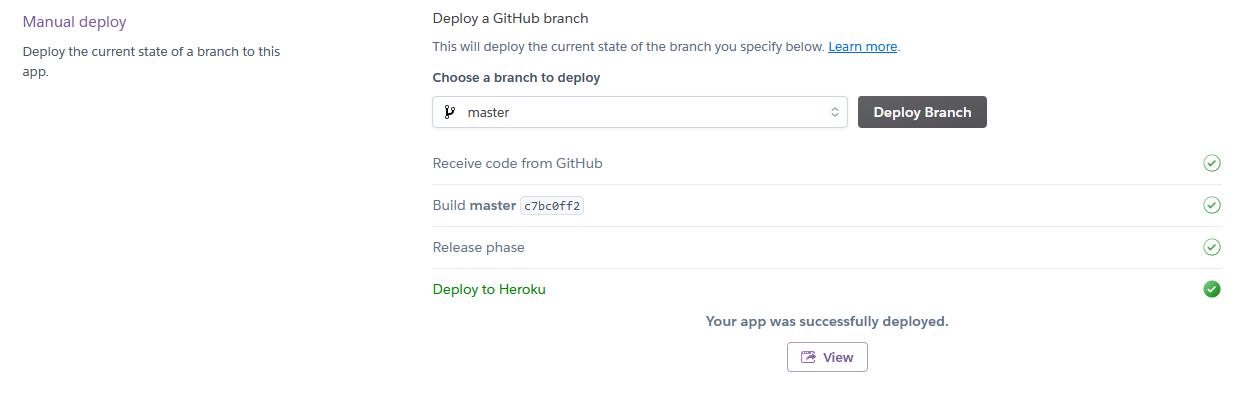 Manual deploy
Deploy the current state of a branch to this
app.
Deploy a GitHub branch
This will deploy the current state of the branch you specify below. Learn more.
Choose a branch to deploy
master
Deploy Branch
Receive code from GitHub
Build master c7bc0ff2
Release phase
Deploy to Heroku
Your app was successfully deployed.
View